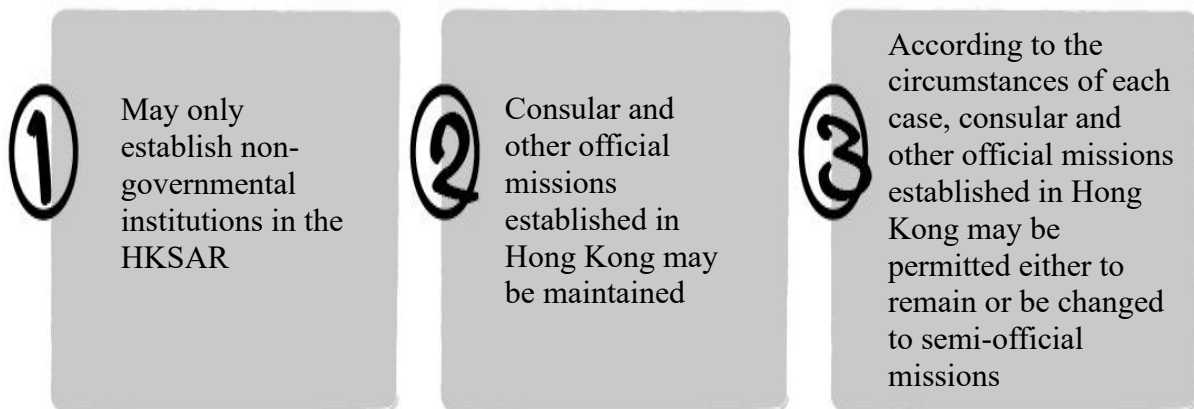 1
May only
establish non-
governmental
institutions in the
HKSAR
2
Consular and
other official
missions
established in
Hong Kong may
be maintained
3
According to the
circumstances of each
case, consular and
other official missions
established in Hong
Kong may be
permitted either to
remain or be changed
to semi-official
missions